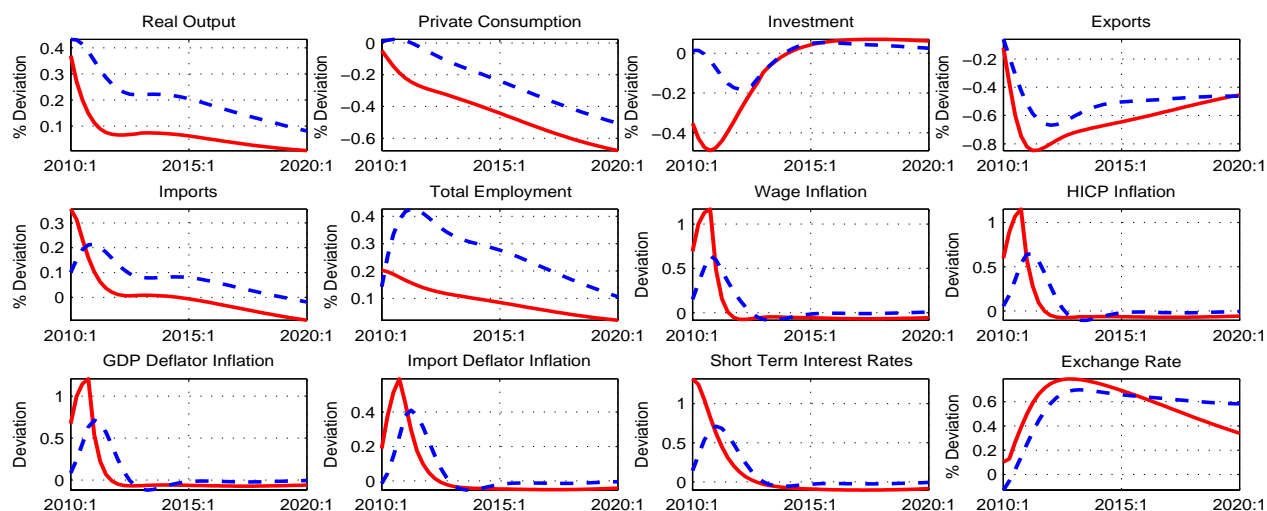 Real Output
% Deviation
0.4
0.3
0.2
0.1
2010:1 2015:1 2020:1
Private Consumption
% Deviation
0
−0.2
−0.4
−0.6
2010:1 2015:1 2020:1
Investment
% Deviation
0
−0.2
−0.4
2010:1 2015:1 2020:1
Exports
% Deviation
−0.2
−0.4
−0.6
−0.8
2010:1 2015:1 2020:1
Imports
% Deviation
0.3
0.2
0.1
0
2010:1 2015:1 2020:1
Total Employment
% Deviation
0.4
0.3
0.2
0.1
2010:1 2015:1 2020:1
Wage Inflation
Deviation
1
0.5
0
2010:1 2015:1 2020:1
HICP Inflation
Deviation
1
0.5
0
2010:1 2015:1 2020:1
GDP Deflator Inflation
Deviation
1
0.5
0
2010:1 2015:1 2020:1
Import Deflator Inflation
Deviation
0.4
0.2
0
2010:1 2015:1 2020:1
Short Term Interest Rates
Deviation
1
0.5
0
2010:1 2015:1 2020:1
Exchange Rate
% Deviation
0.6
0.4
0.2
0
2010:1 2015:1 2020:1